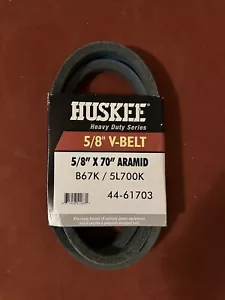 HUSKEE
Heavy Duty Series
5/8" V-BELT
5/8" X 70" ARAMID
B67K / 5L700K
44-61703